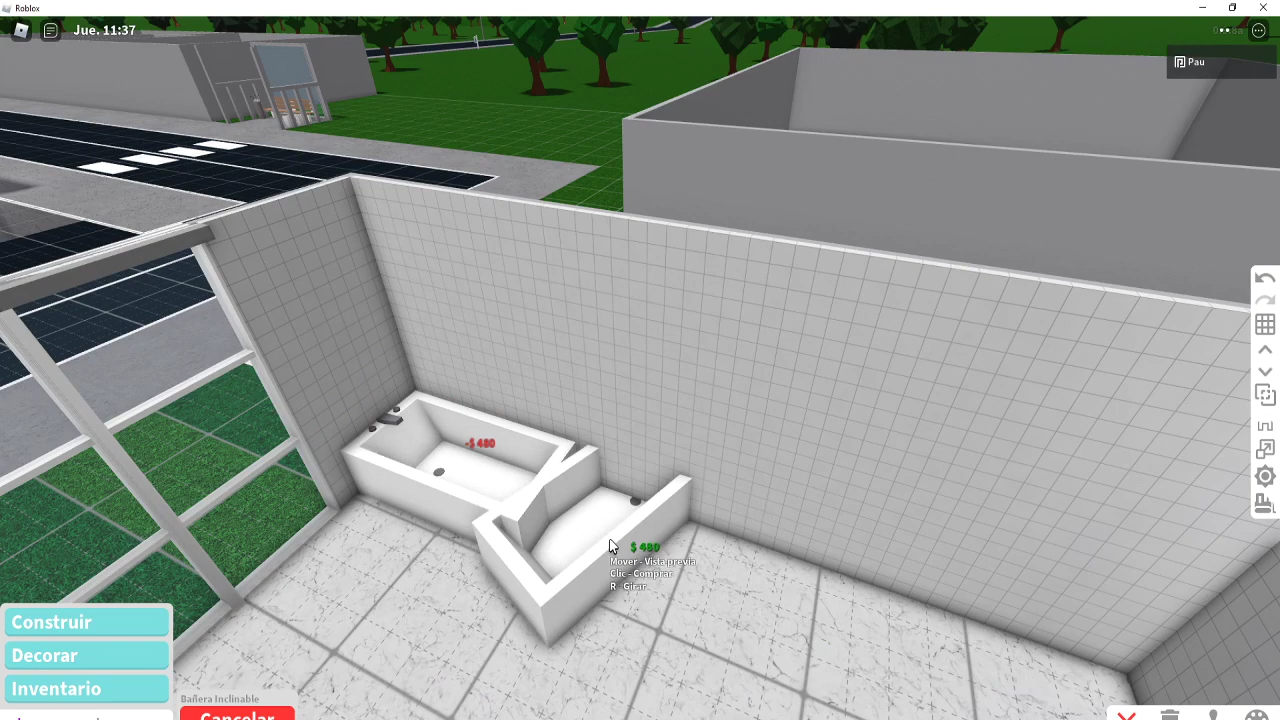 Roblox
Jue. 11:37
Pau
-$ 480
$ 480
Mover - Vista previa
Clic - Comprar
R - Girar
Construir
Decorar
Inventario
Bañera Inclinable
Cancelar